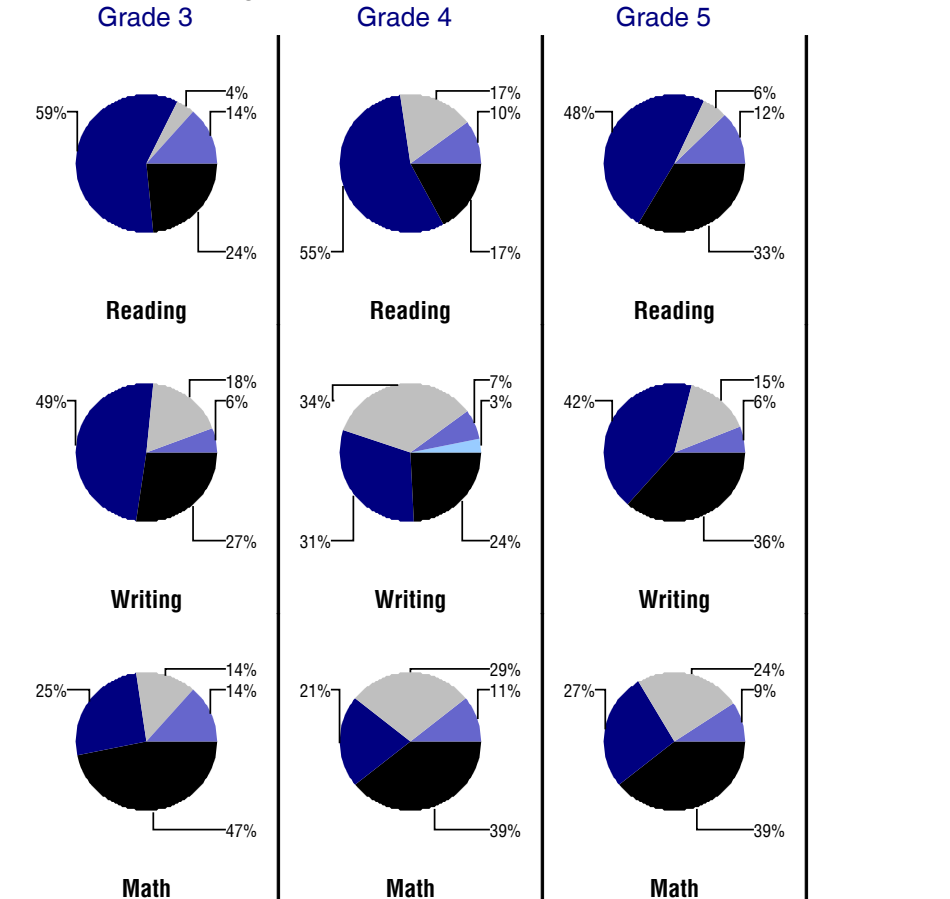 Grade 3 Grade 4 Grade 5
4% 17% 6%
59% 14% 10% 48% 12%
24% 55% 17% 33%
Reading Reading Reading
18% 7% 15%
49% 6% 34% 3% 42% 6%
27% 31% 24% 36%
Writing Writing Writing
14% 29% 24%
25% 14% 21% 11% 27% 9%
47% 39% 39%
Math Math Math